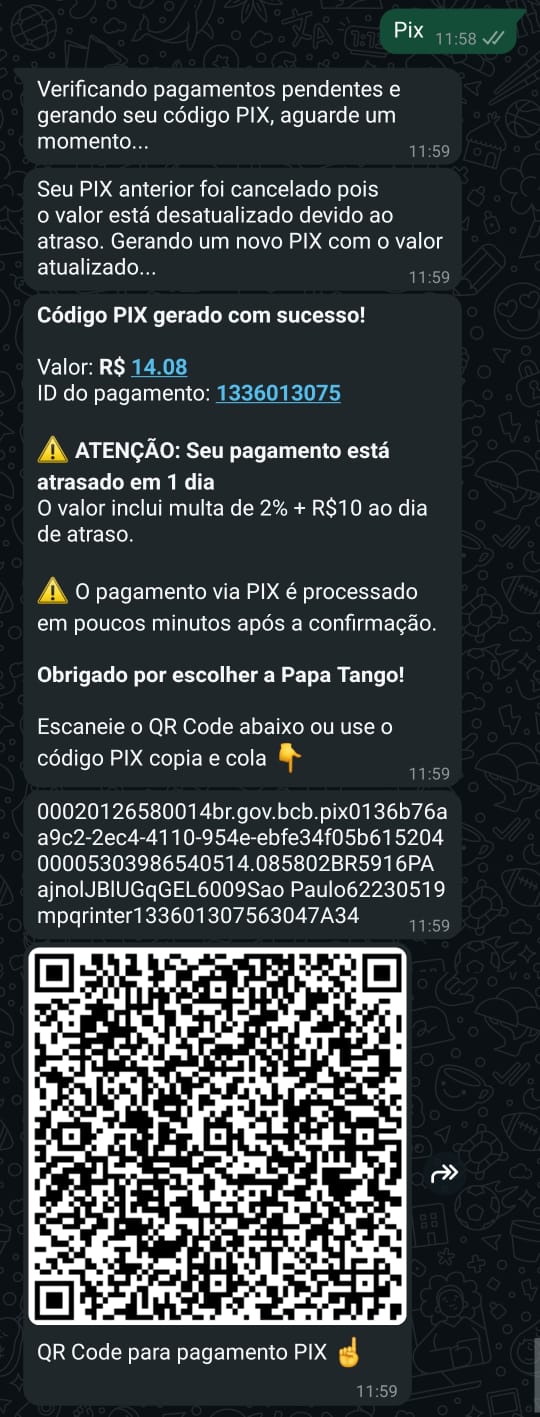 Pix
11:58
Verificando pagamentos pendentes e
gerando seu código PIX, aguarde um
momento...
11:59
Seu PIX anterior foi cancelado pois
o valor está desatualizado devido ao
atraso. Gerando um novo PIX com o valor
atualizado...
11:59
Código PIX gerado com sucesso!
Valor: R$ 14.08
ID do pagamento: 1336013075
⚠️ ATENÇÃO: Seu pagamento está
atrasado em 1 dia
O valor inclui multa de 2% + R$10 ao dia
de atraso.
⚠️ O pagamento via PIX é processado
em poucos minutos após a confirmação.
Obrigado por escolher a Papa Tango!
Escaneie o QR Code abaixo ou use o
código PIX copia e cola 👇
11:59
00020126580014br.gov.bcb.pix0136b76a
a9c2-2ec4-4110-954e-ebfe34f05b615204
00005303986540514.085802BR5916PA
ajnolJBlUGqGEL6009Sao Paulo62230519
mpqrinter133601307563047A34
11:59
QR Code para pagamento PIX ☝️
11:59